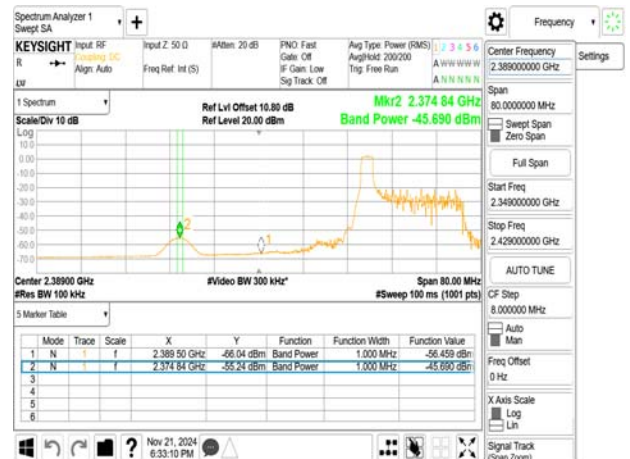 Spectrum Analyzer 1
Swept SA
Frequency
KEYSIGHT
R
Input: RF
Coupling: DC
Align: Auto
Input Z: 50 Ω
Freq Ref: Int (S)
#Atten: 20 dB
PNO: Fast
Gate: Off
IF Gain: Low
Sig Track: Off
Avg Type: Power (RMS)
Avg|Hold: 200/200
Trig: Free Run
1 2 3 4 5 6
A W W W W W
A N N N N N
1 Spectrum
Scale/Div 10 dB
Ref Lvl Offset 10.80 dB
Ref Level 20.00 dBm
Mkr2 2.374 84 GHz
Band Power -45.690 dBm
Log
10.0
0.00
-10.0
-20.0
-30.0
-40.0
-50.0
-60.0
-70.0
2
1
Center 2.38900 GHz
#Res BW 100 kHz
#Video BW 300 kHz*
Span 80.00 MHz
#Sweep 100 ms (1001 pts)
5 Marker Table
Mode Trace Scale X Y Function Function Width Function Value
1 N 1 f 2.389 50 GHz -66.04 dBm Band Power 1.000 MHz -56.459 dBm
2 N 1 f 2.374 84 GHz -55.24 dBm Band Power 1.000 MHz -45.690 dBm
3
4
5
6
?
Nov 21, 2024
6:33:10 PM
Center Frequency
2.389000000 GHz
Settings
Span
80.0000000 MHz
Swept Span
Zero Span
Full Span
Start Freq
2.349000000 GHz
Stop Freq
2.429000000 GHz
AUTO TUNE
CF Step
8.000000 MHz
Auto
Man
Freq Offset
0 Hz
X Axis Scale
Log
Lin
Signal Track
(Span Zoom)